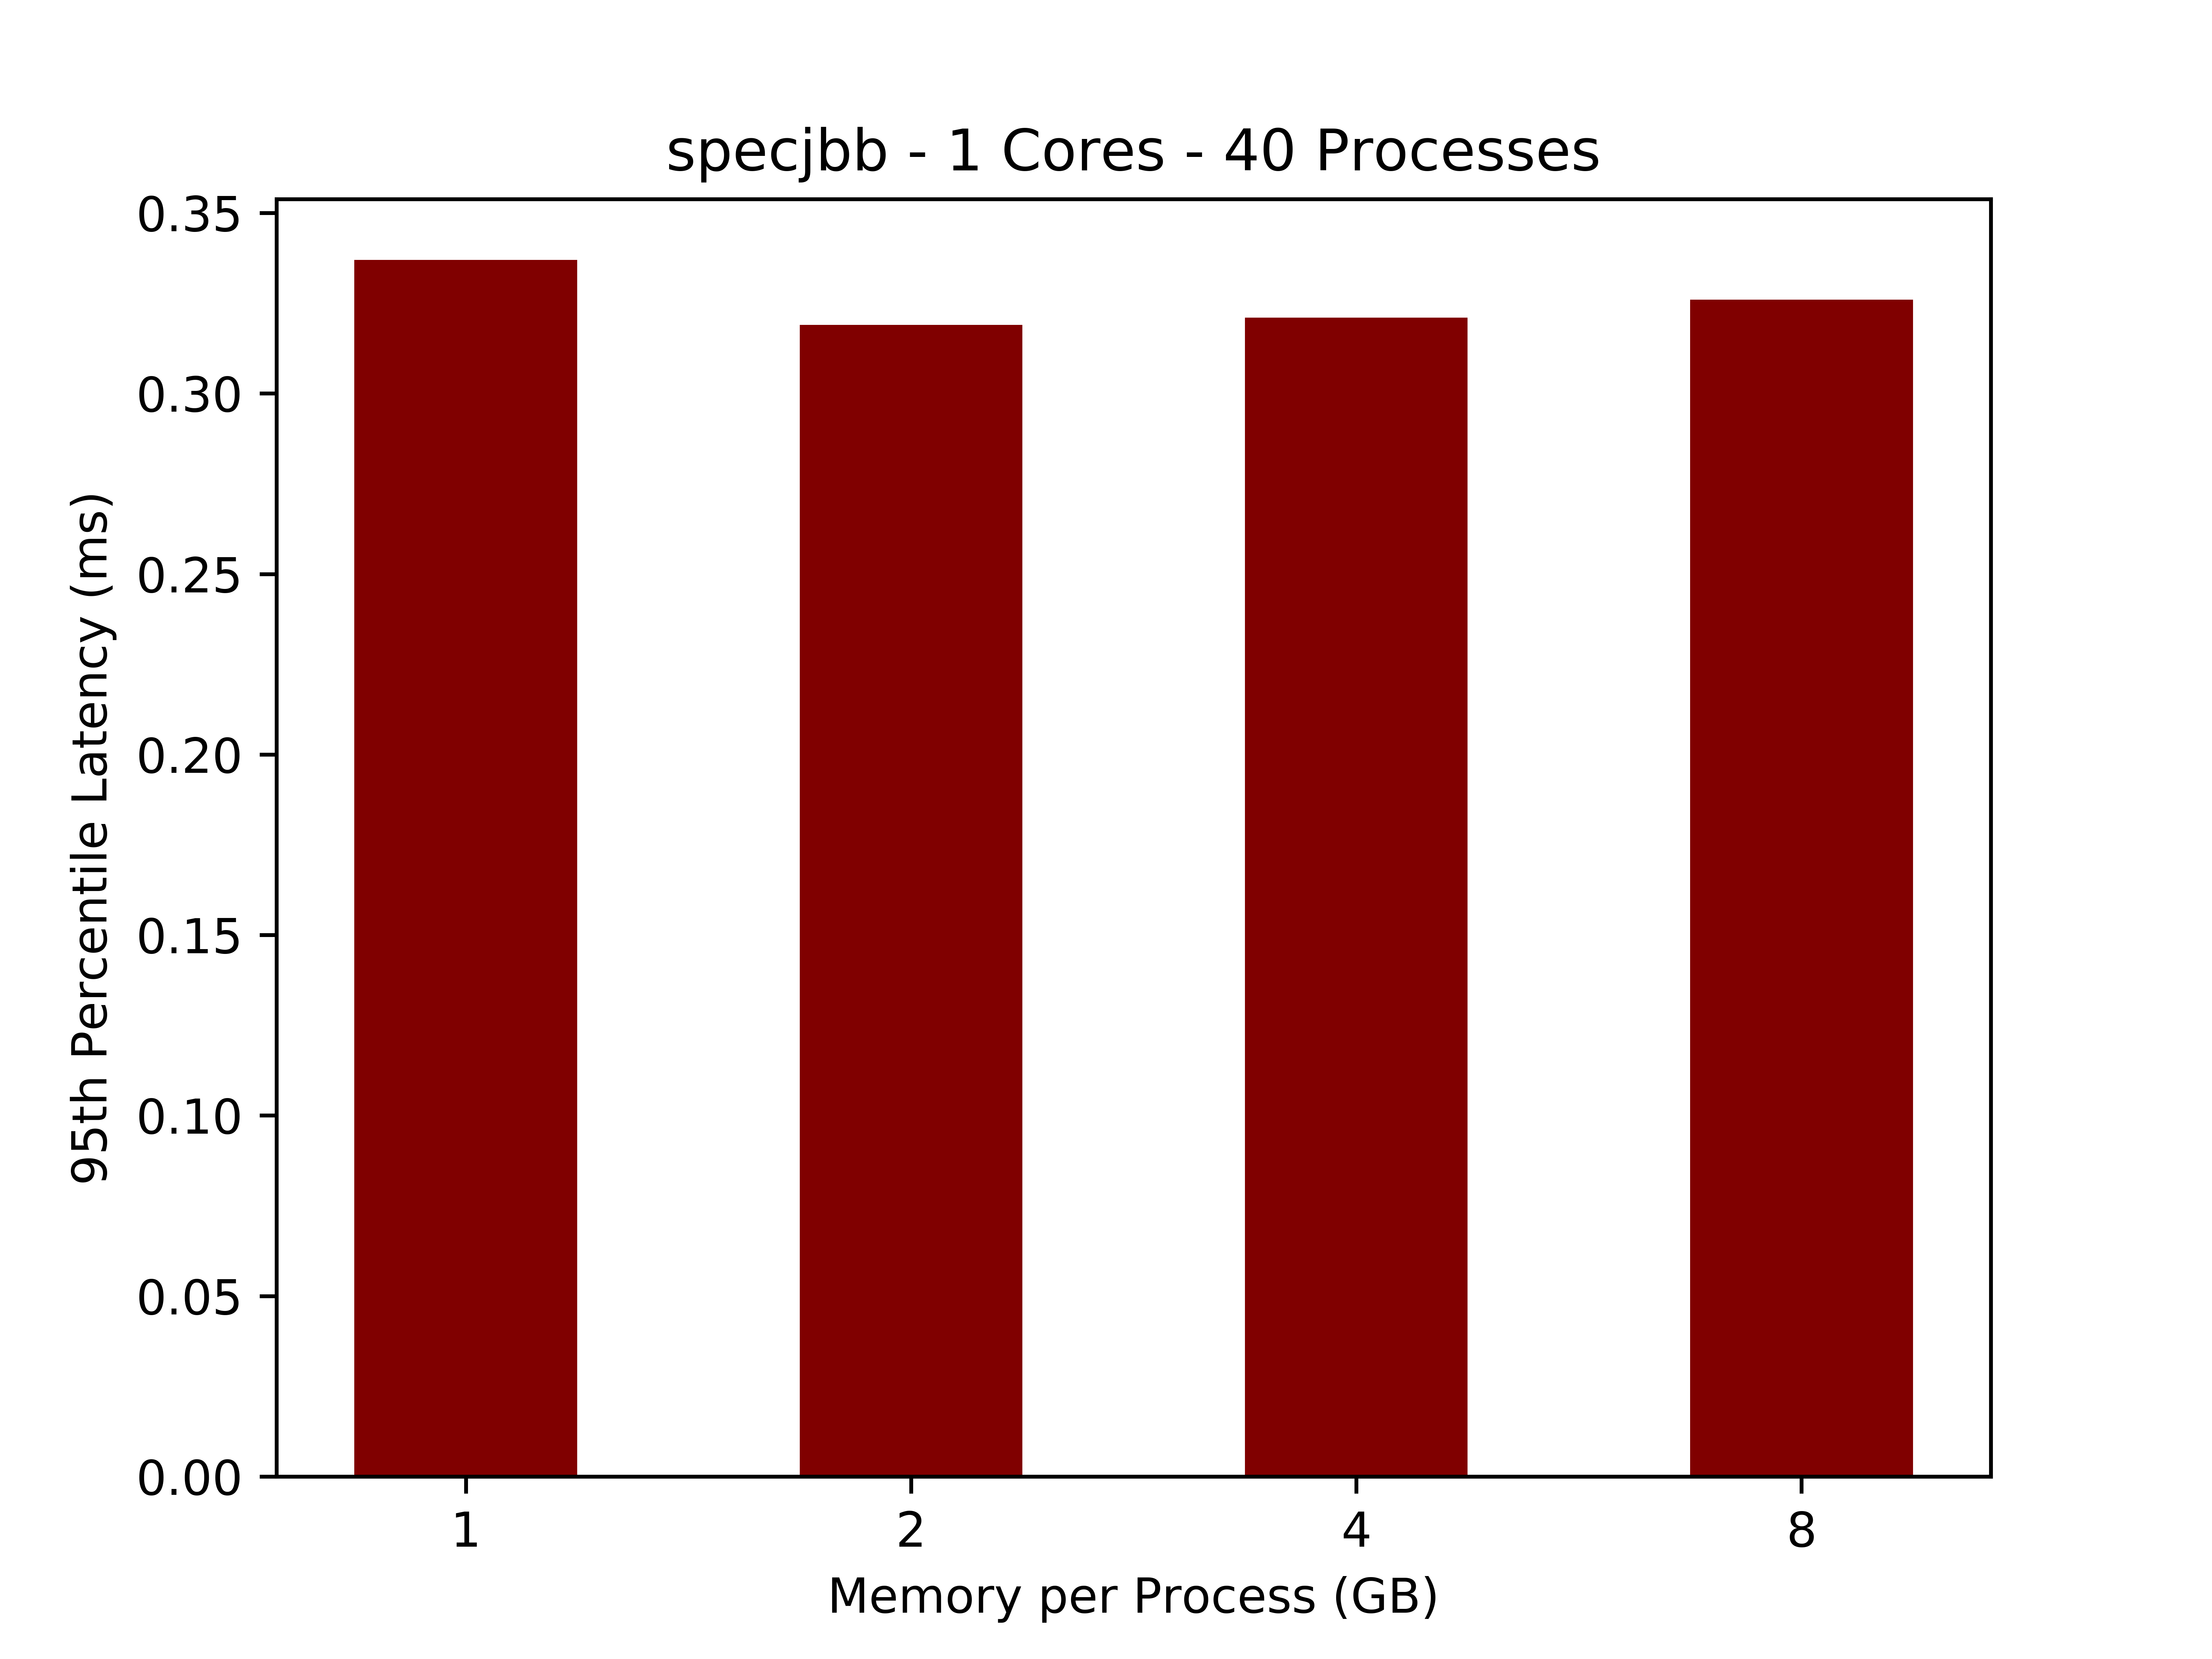 specjbb - 1 Cores - 40 Processes
95th Percentile Latency (ms)
0.35
0.30
0.25
0.20
0.15
0.10
0.05
0.00
1 2 4 8
Memory per Process (GB)